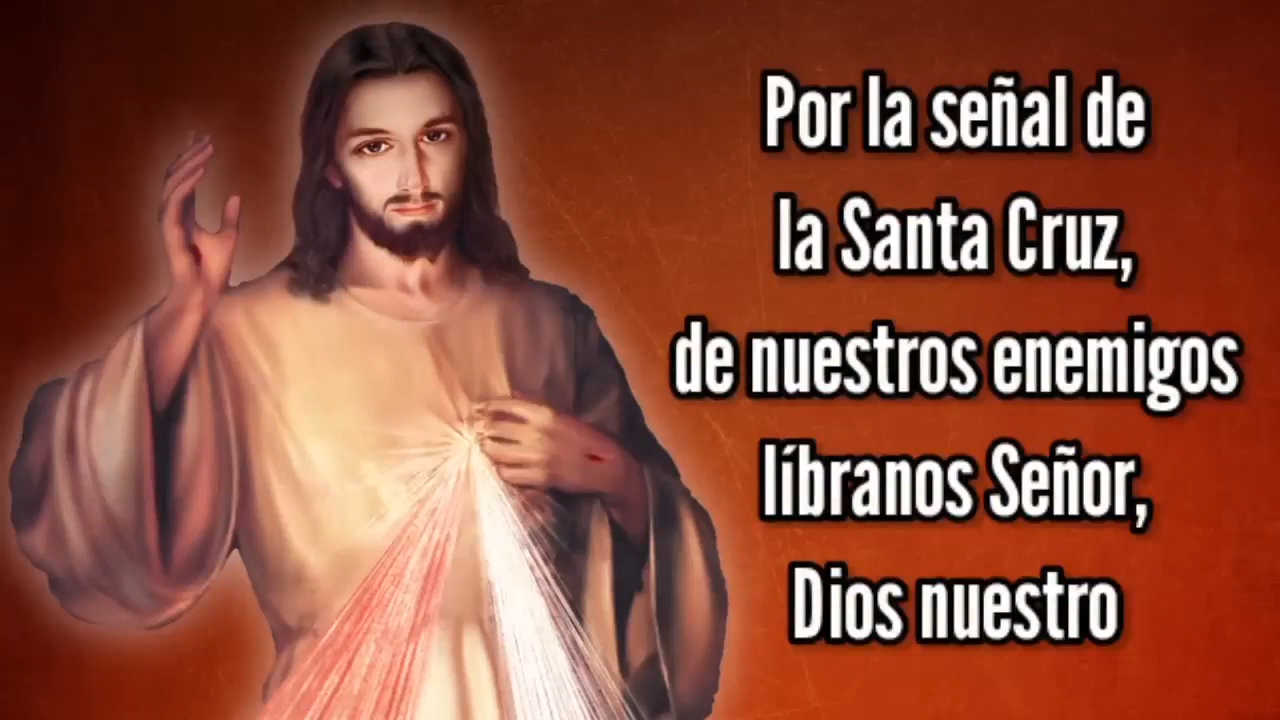 Por la señal de
la Santa Cruz,
de nuestros enemigos
líbranos Señor,
Dios nuestro